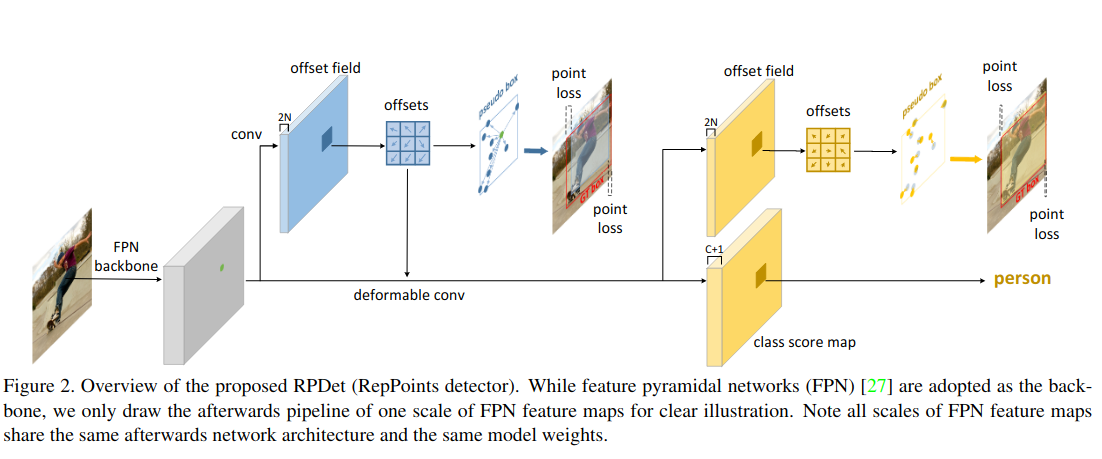 offset field
2N
conv
offsets
pseudo box
point
loss
GT box
point
loss
offset field
2N
offsets
pseudo box
point
loss
GT box
point
loss
FPN
backbone
deformable conv
C+1
person
class score map
Figure 2. Overview of the proposed RPDet (RepPoints detector). While feature pyramidal networks (FPN) [27] are adopted as the back-
bone, we only draw the afterwards pipeline of one scale of FPN feature maps for clear illustration. Note all scales of FPN feature maps
share the same afterwards network architecture and the same model weights.